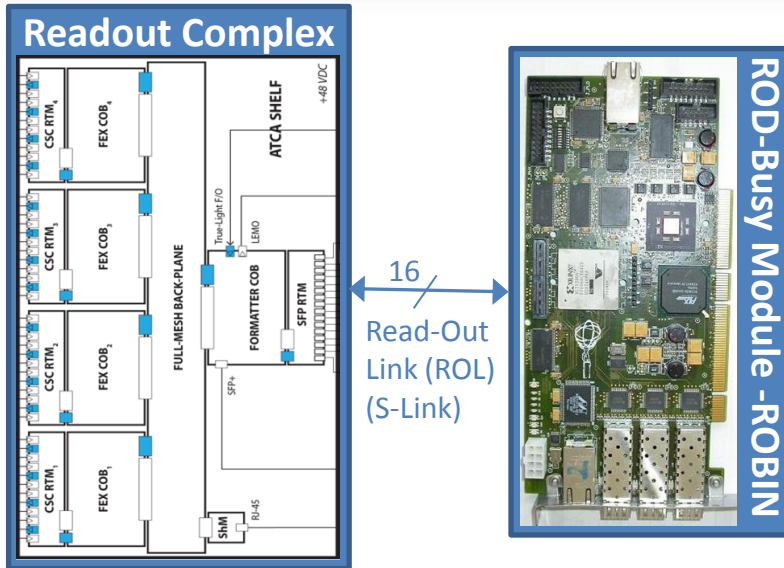 Readout Complex
CSC RTM4
FEX COB4
CSC RTM3
FEX COB3
CSC RTM2
FEX COB2
CSC RTM1
FEX COB1
FULL-MESH BACK-PLANE
ATCA SHELF
+48 VDC
True-Light F/O
LEMO
FORMATTER COB
SFP RTM
SFP+
ShM
RJ-45
16
Read-Out
Link (ROL)
(S-Link)
ROD-Busy Module -ROBIN
XILINX